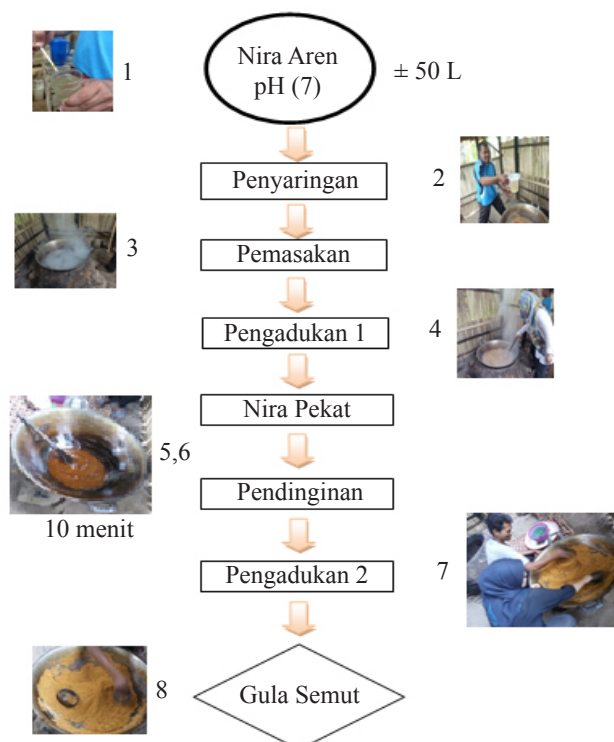 1
Nira Aren
pH (7)
± 50 L
Penyaringan
2
3
Pemasakan
Pengadukan 1
4
Nira Pekat
5,6
10 menit
Pendinginan
Pengadukan 2
7
8
Gula Semut